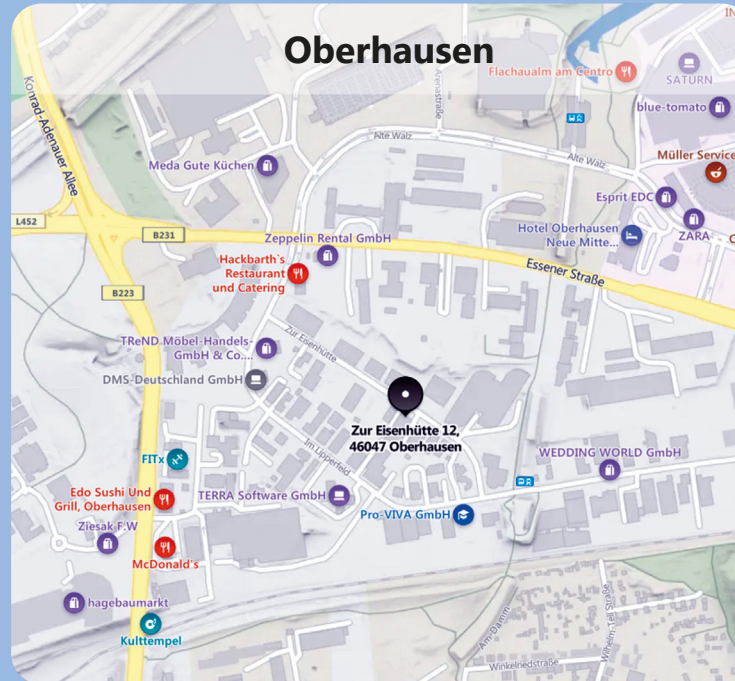 Oberhausen
IN
Flachaualm am Centro
SATURN
Arenastraße
blue-tomato
Konrad-Adenauer Allee
Alte Walz
Alte Walz
Müller Service
Meda Gute Küchen
Esprit EDC
L452
B231
Zeppelin Rental GmbH
Hotel Oberhausen
Neue Mitte...
ZARA
C
Hackbarth's
Restaurant
und Catering
Essener Straße
B223
Zur Eisenhütte
TReND Möbel-Handels-
GmbH & Co....
DMS-Deutschland GmbH
Zur Eisenhütte 12,
46047 Oberhausen
Im Lipperfeld
FITx
WEDDING WORLD GmbH
Edo Sushi Und
Grill, Oberhausen
TERRA Software GmbH
Pro-VIVA GmbH
Ziesak F.W
McDonald's
hagebaumarkt
Kulttempel
Am-Damm
Wilhelm Tell Straße
Winkelriedstraße